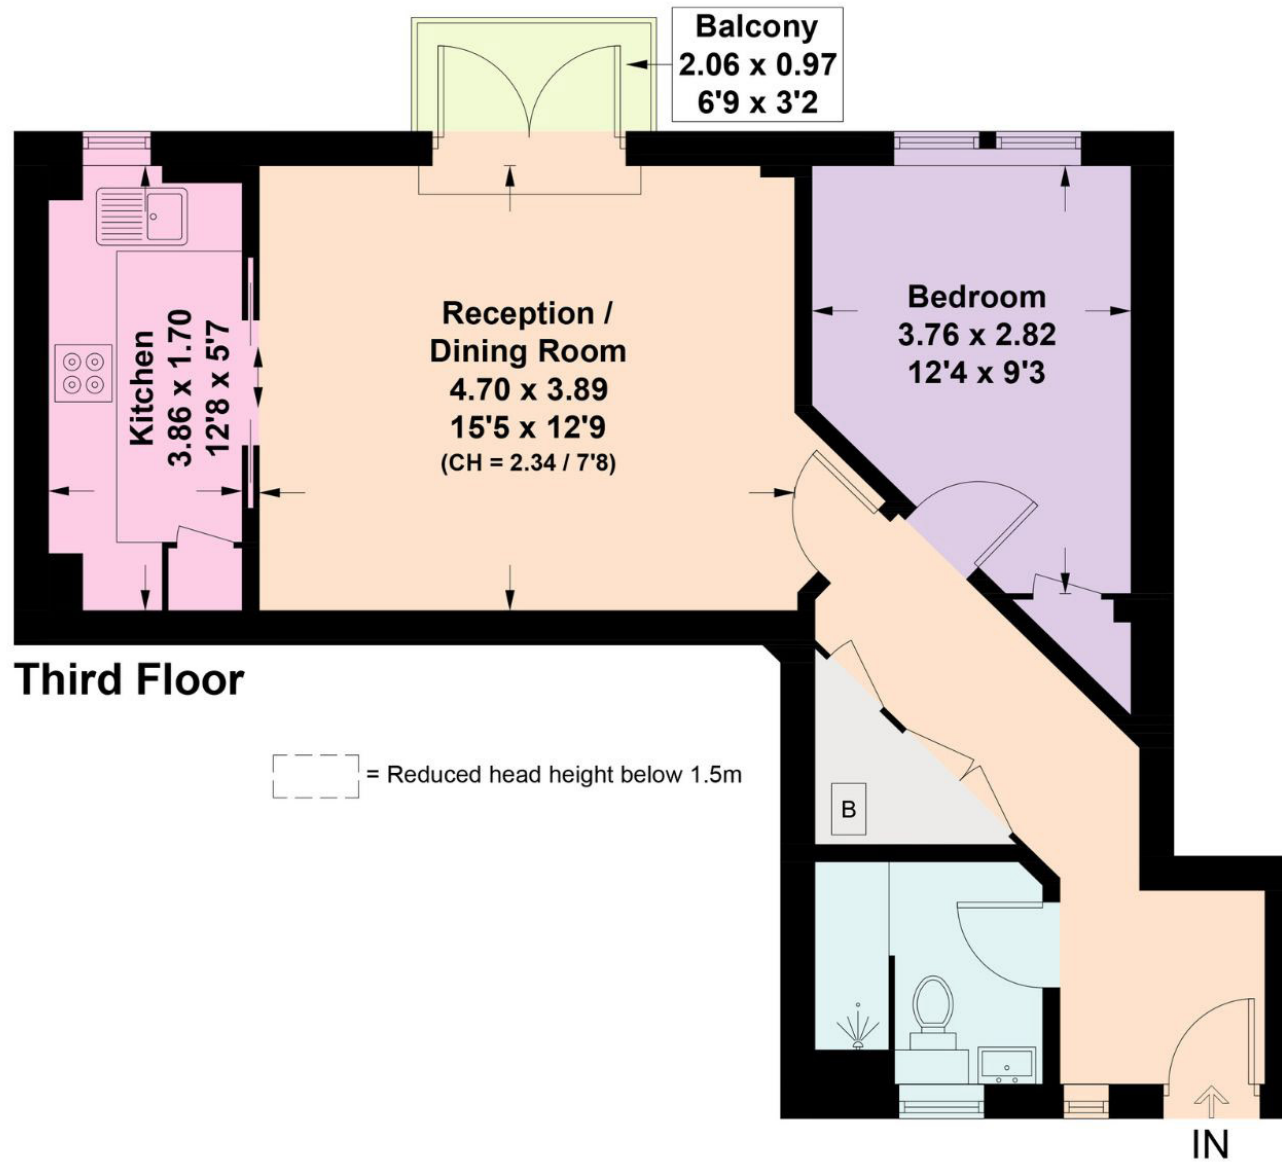 Balcony
2.06 x 0.97
6'9 x 3'2
Kitchen
3.86 x 1.70
12'8 x 5'7
Reception /
Dining Room
4.70 x 3.89
15'5 x 12'9
(CH = 2.34 / 7'8)
Bedroom
3.76 x 2.82
12'4 x 9'3
Third Floor
= Reduced head height below 1.5m
B
IN